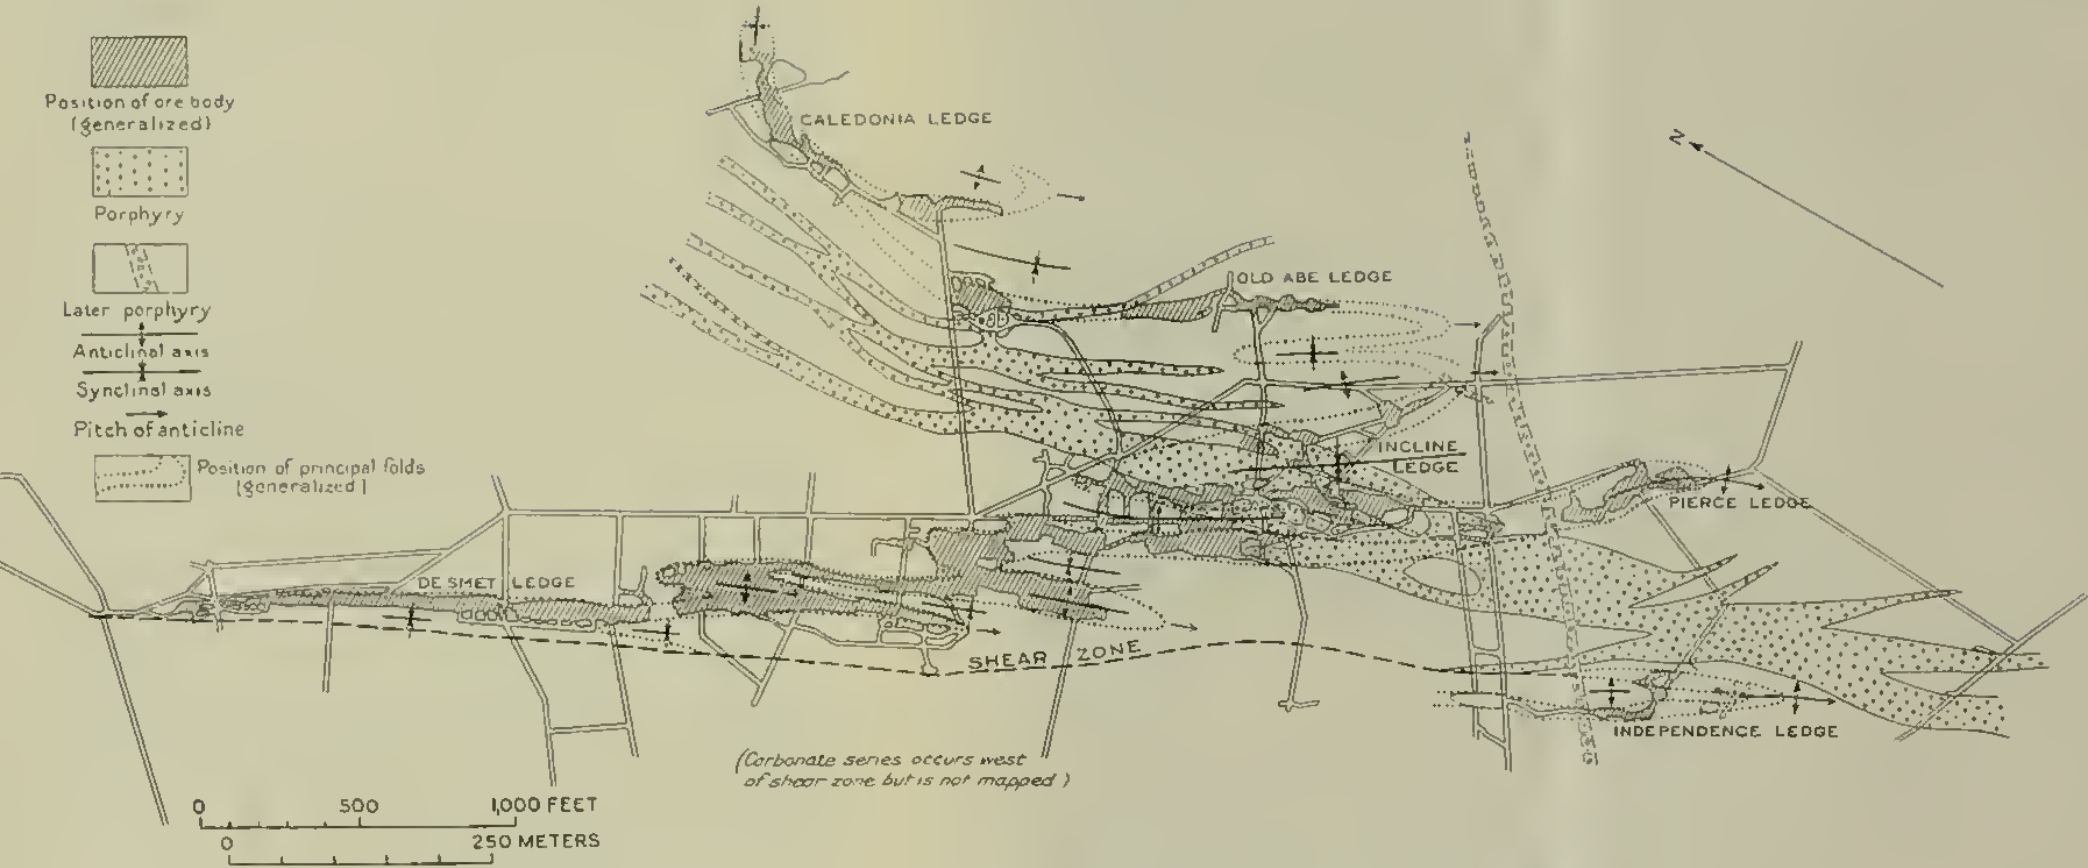 Position of ore body
(generalized)
Porphyry
Later porphyry
Anticlinal axis
Synclinal axis
Pitch of anticline
Position of principal folds
(generalized)
CALEDONIA LEDGE
N
OLD ABE LEDGE
INCLINE
LEDGE
PIERCE LEDGE
DE SMET LEDGE
SHEAR ZONE
INDEPENDENCE LEDGE
(Carbonate series occurs west
of shear zone but is not mapped)
0 500 1,000 FEET
0 250 METERS